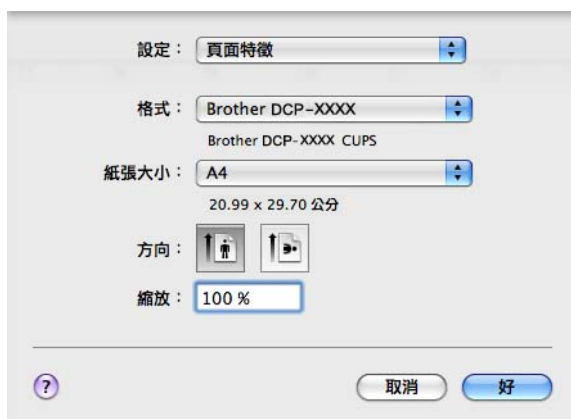 設定： 頁面特徵
格式： Brother DCP-XXXX
Brother DCP-XXXX CUPS
紙張大小： A4
20.99 x 29.70 公分
方向：
縮放： 100 %
? 取消 好